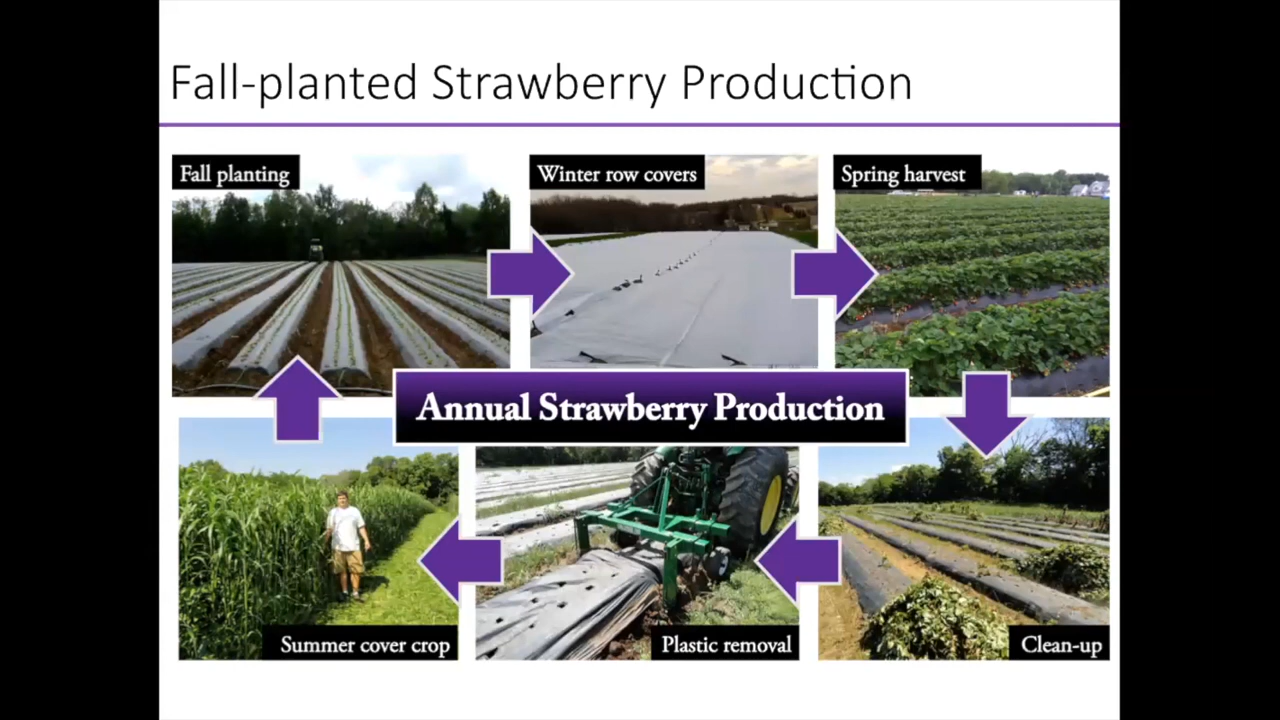 Fall-planted Strawberry Production
Fall planting
Winter row covers
Spring harvest
Annual Strawberry Production
Summer cover crop
Plastic removal
Clean-up